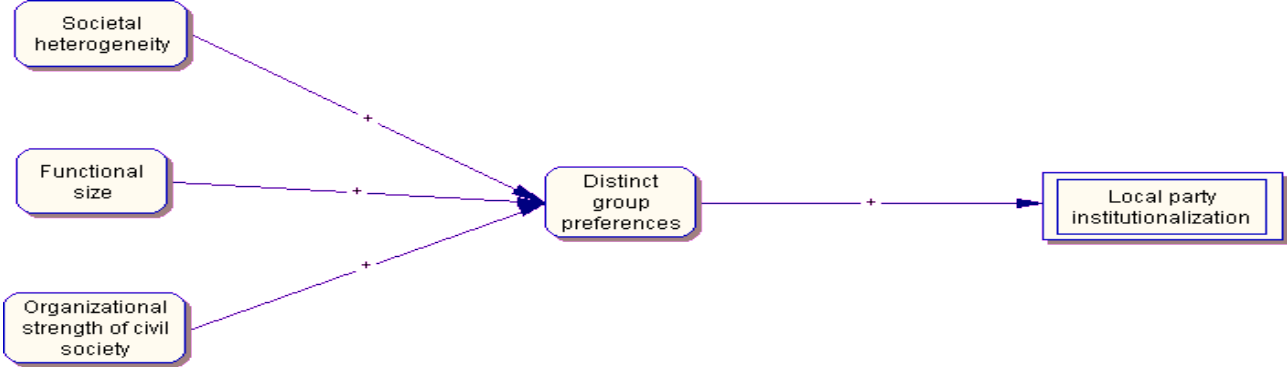 Societal
heterogeneity
+
Functional
size
+
Distinct
group
preferences
+
Local party
institutionalization
+
Organizational
strength of civil
society